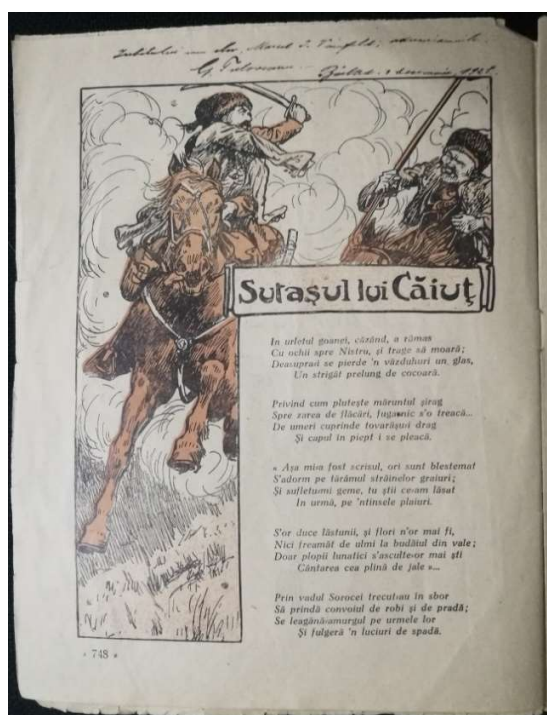 G. Tutoveanu
Sutașul lui Căiuț
In urletul goanei, căzând, a rămas
Cu ochii spre Nistru, și trage să moară;
Deasupra-i se pierde 'n văzduhuri un glas,
Un strigăt prelung de cocoară.
Privind cum plutește măruntul șirag
Spre zarea de flăcări, fugarnic s'o treacă...
De umeri cuprinde tovarășu-i drag
Și capul în piept i se pleacă.
« Așa mi-a fost scrisul, ori sunt blestemat
S'adorm pe tărâmul străinelor graiuri;
Și sufletu-mi geme, tu știi ce-am lăsat
In urmă, pe 'ntinsele plaiuri.
S'or duce lăstunii, și flori n'or mai fi,
Nici freamăt de ulmi la budăiul din vale;
Doar plopii lunatici s'asculte-or mai ști
Cântarea cea plină de jale »...
Prin vadul Sorocei trecut-au în sbor
Să prindă convoiul de robi și de pradă;
Se leagănă-amurgul pe urmele lor
Și fulgeră 'n luciuri de spadă.
« 748 »